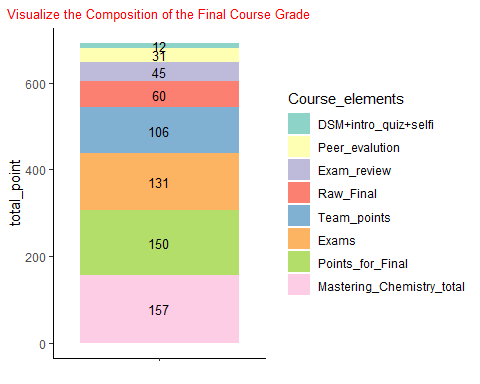 Visualize the Composition of the Final Course Grade
total_point
600
400
200
0
12
31
45
60
106
131
150
157
Course_elements
DSM+intro_quiz+selfi
Peer_evalution
Exam_review
Raw_Final
Team_points
Exams
Points_for_Final
Mastering_Chemistry_total